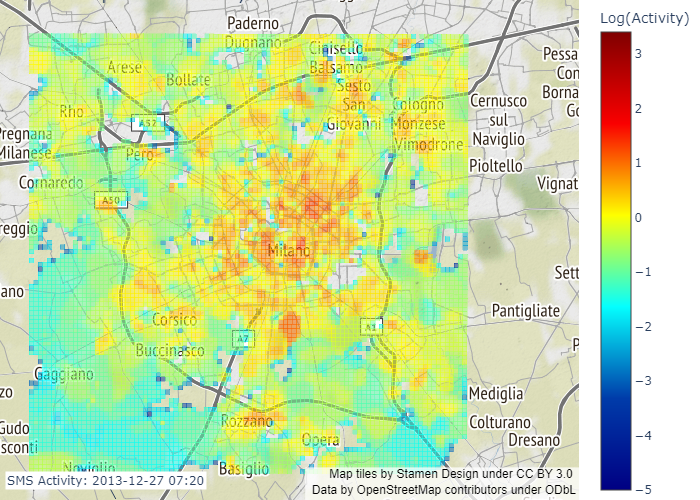 Log(Activity)
Paderno
Dugnano
Cinisello
Balsamo
Arese
Bollate
Sesto
San
Giovanni
Pessa
Con
Borna
Go
Rho
A52
Cologno
Monzese
Cernusco
sul
Naviglio
Pregnana
Milanese
Pero
Vimodrone
Pioltello
Cornaredo
A50
Vignat
reggio
Milano
ano
Sett
Corsico
A7
A1
Pantigliate
Buccinasco
P
Gaggiano
zo
Mediglia
Rozzano
Colturano
Gudo
sconti
Opera
Dresano
Noviglio
Basiglio
3
2
1
0
−1
−2
−3
−4
−5
SMS Activity: 2013-12-27 07:20
Map tiles by Stamen Design under CC BY 3.0
Data by OpenStreetMap contributors under ODbL